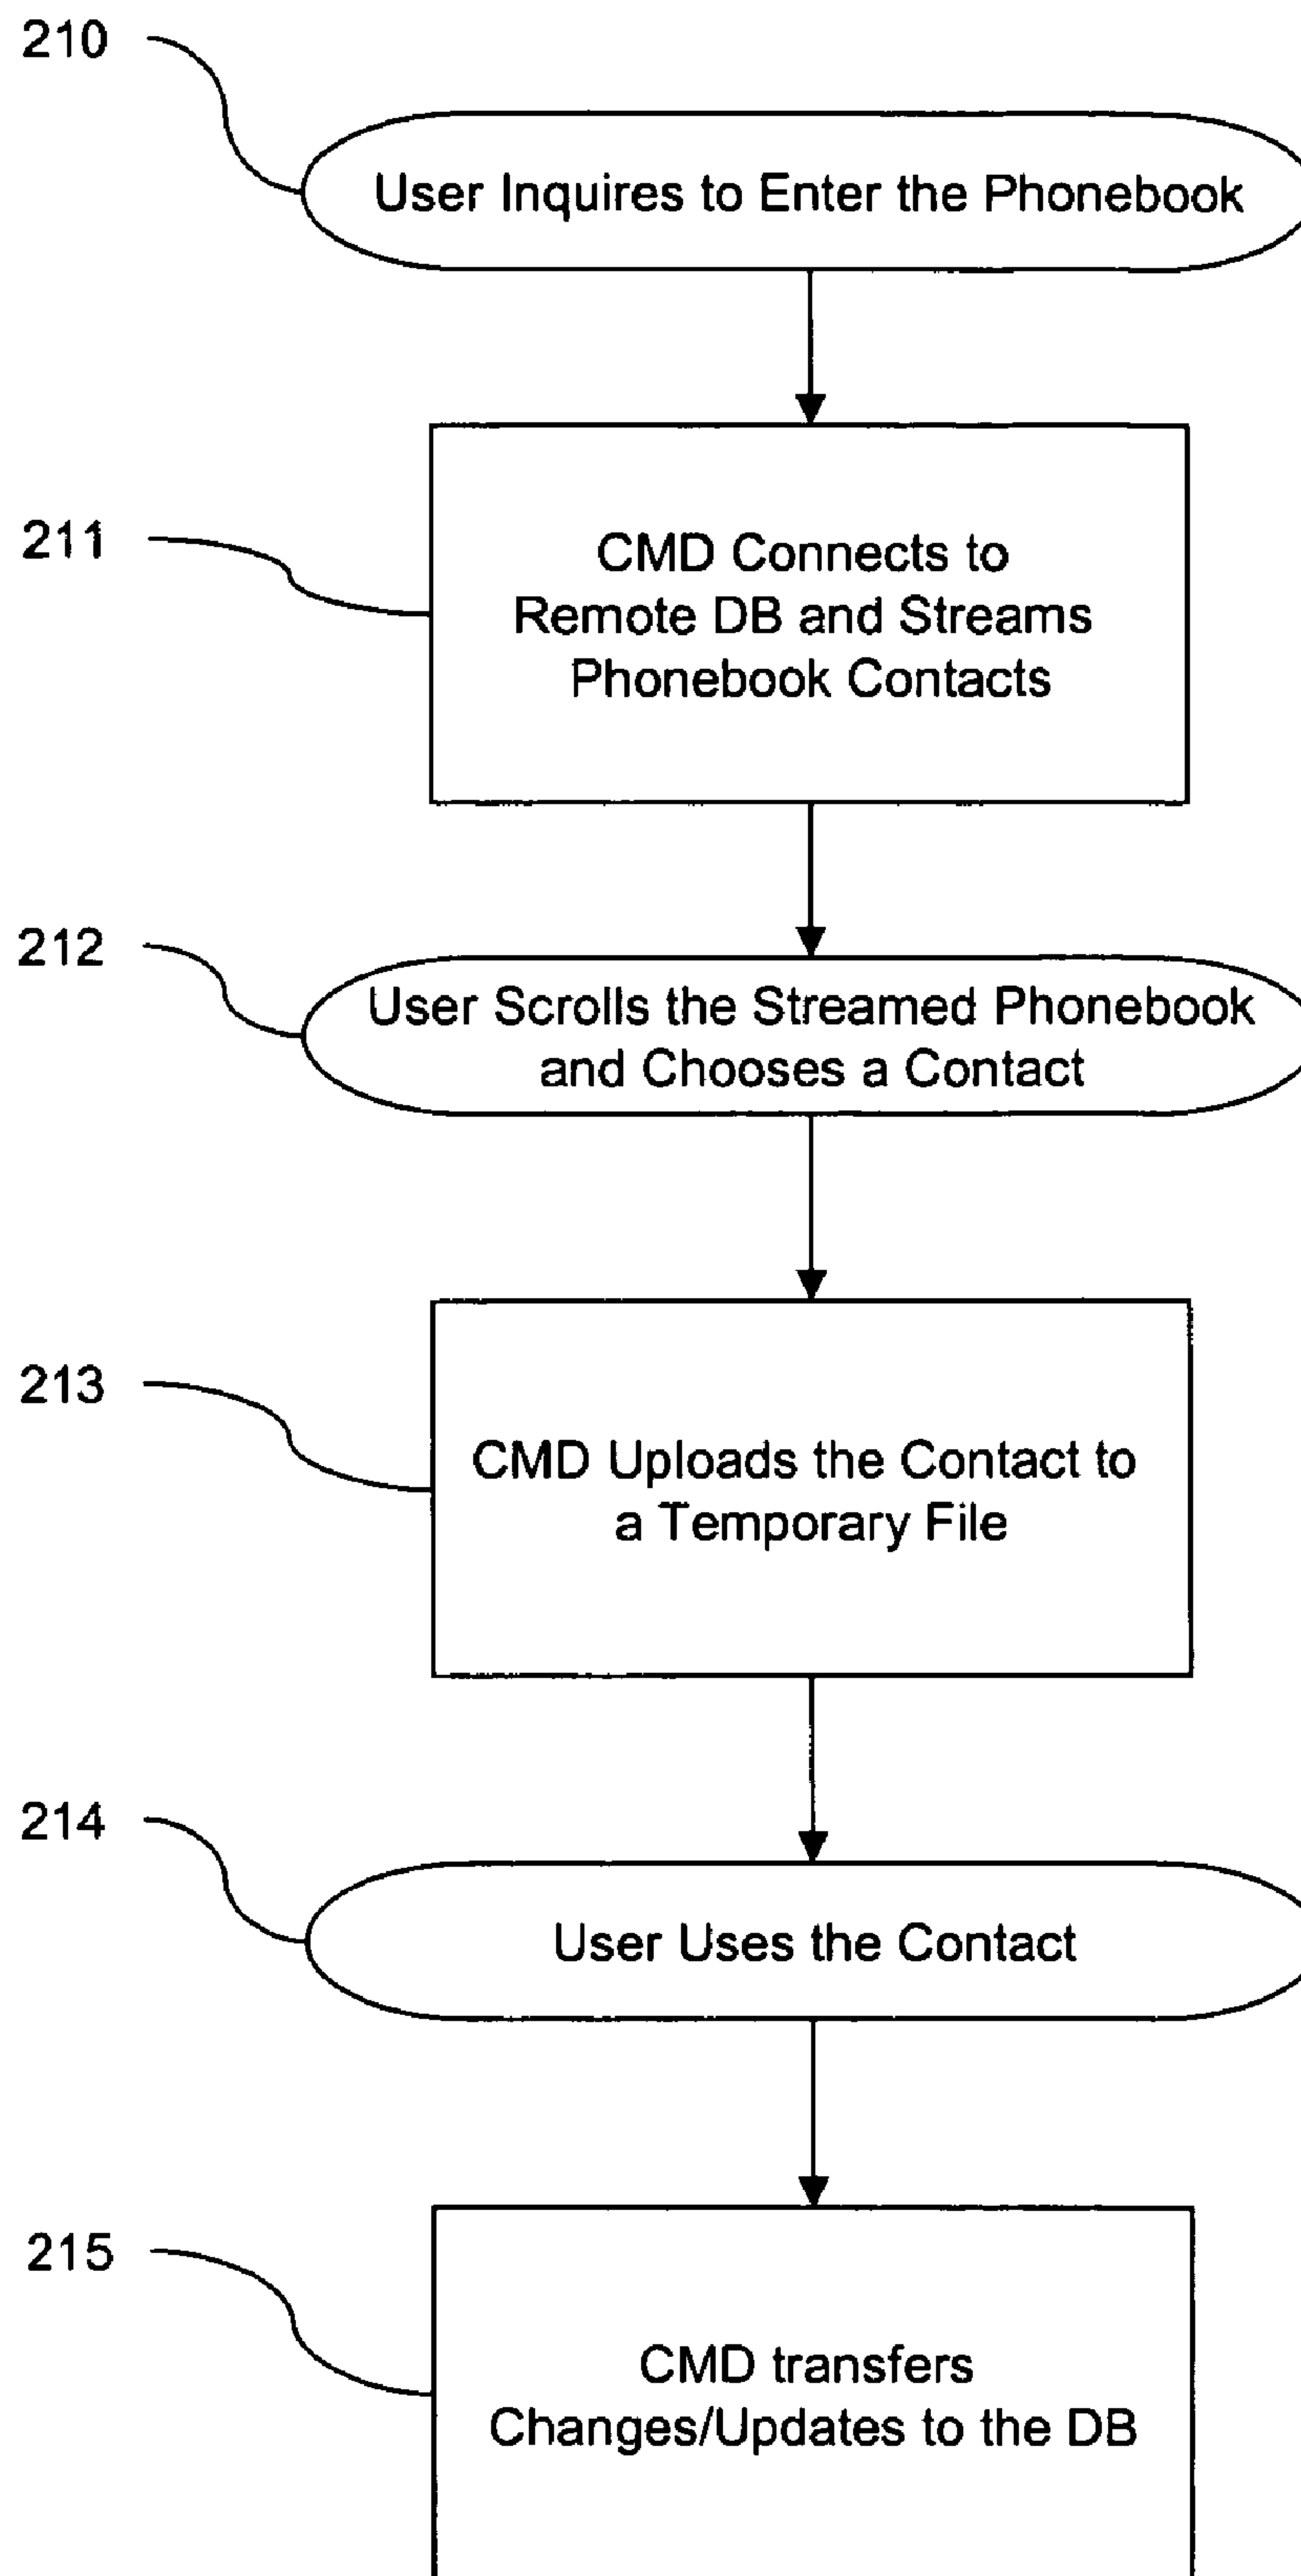 210
User Inquires to Enter the Phonebook
211
CMD Connects to
Remote DB and Streams
Phonebook Contacts
212
User Scrolls the Streamed Phonebook
and Chooses a Contact
213
CMD Uploads the Contact to
a Temporary File
214
User Uses the Contact
215
CMD transfers
Changes/Updates to the DB